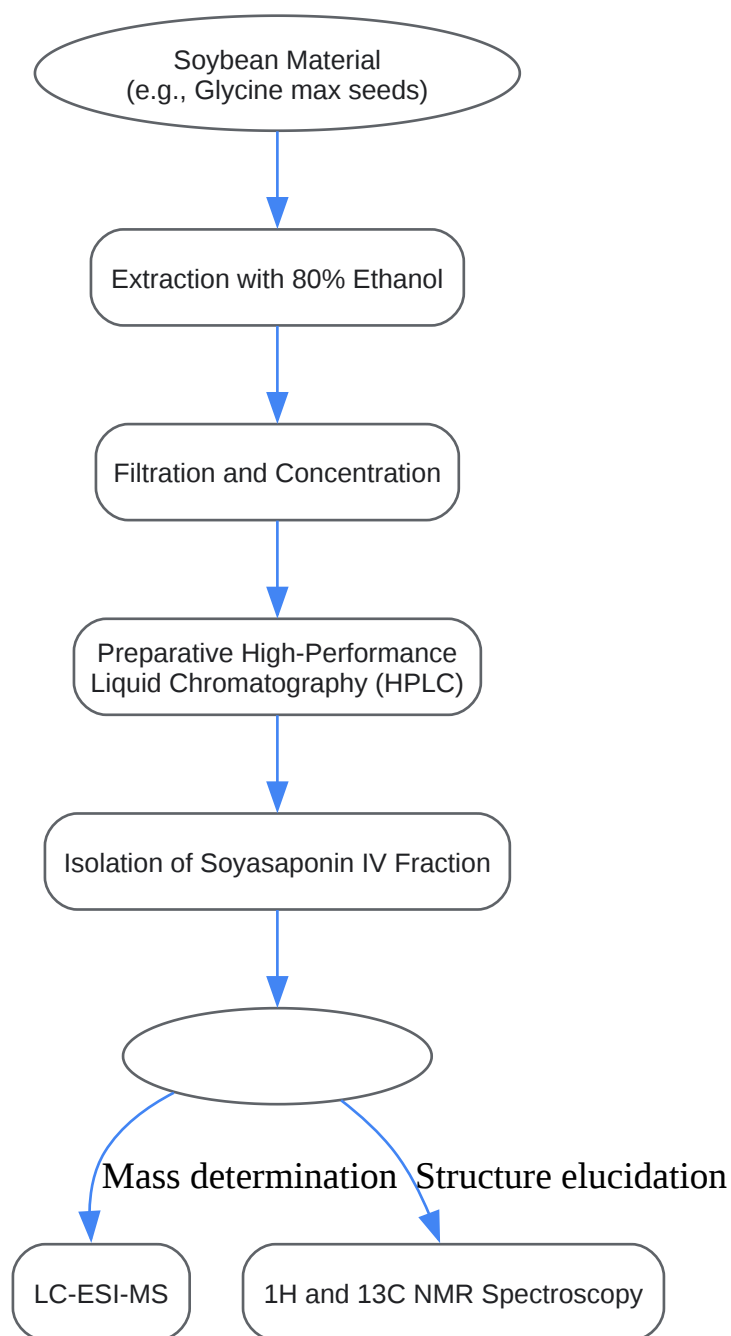 Soybean Material
(e.g., Glycine max seeds)
Extraction with 80% Ethanol
Filtration and Concentration
Preparative High-Performance
Liquid Chromatography (HPLC)
Isolation of Soyasaponin IV Fraction
Mass determination
Structure elucidation
LC-ESI-MS
1H and 13C NMR Spectroscopy